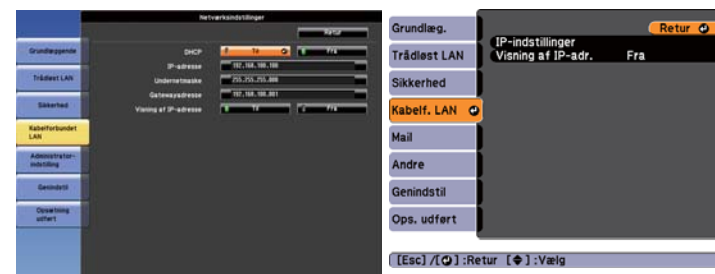 Netværksindstillinger
Retur
Grundlæggende
Trådløst LAN
Sikkerhed
Kabelforbundet
LAN
Administrator-
indstilling
Genindstil
Opsætning
udført
DHCP Til Fra
IP-adresse 192.168.100.100
Undernetmaske 255.255.255.000
Gatewayadresse 192.168.100.001
Visning af IP-adresse Til Fra
Grundlæg.
Trådløst LAN
Sikkerhed
Kabelf. LAN
Mail
Andre
Genindstil
Ops. udført
Retur
IP-indstillinger
Visning af IP-adr. Fra
[Esc] /[ ] :Retur [ ] :Vælg